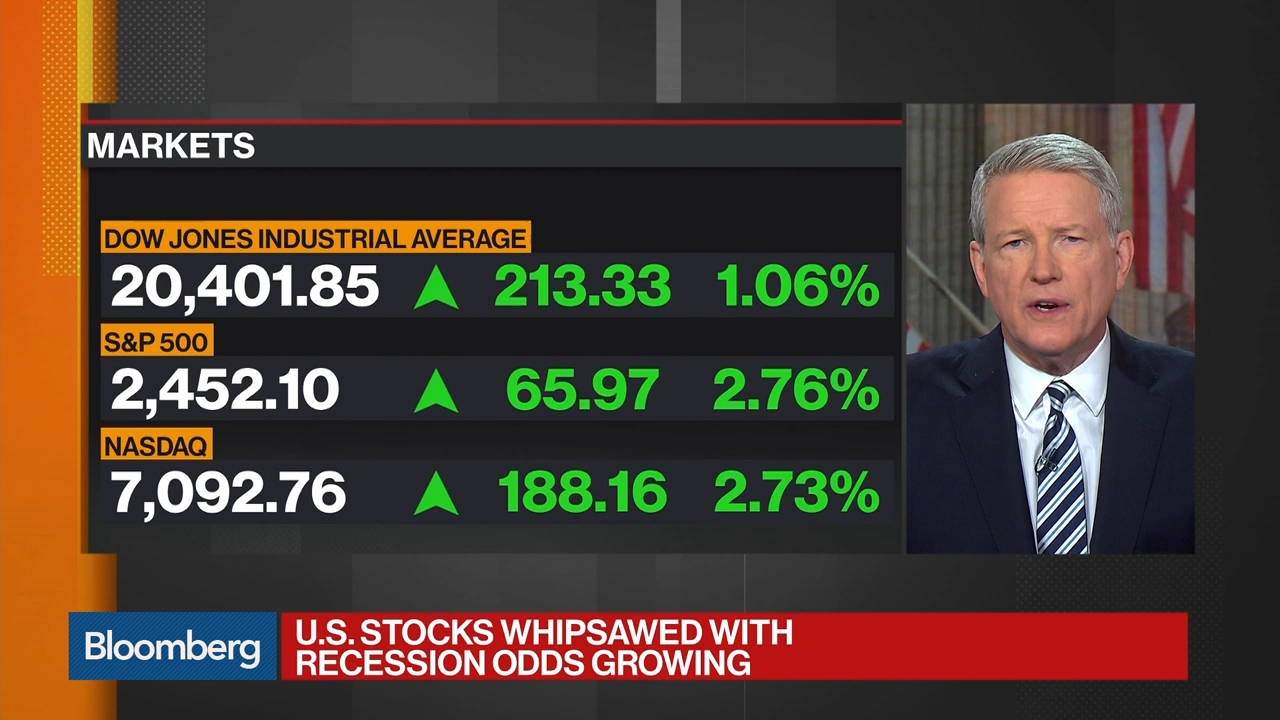 MARKETS
DOW JONES INDUSTRIAL AVERAGE
20,401.85 ▲ 213.33 1.06%
S&P 500
2,452.10 ▲ 65.97 2.76%
NASDAQ
7,092.76 ▲ 188.16 2.73%
Bloomberg
U.S. STOCKS WHIPSAWED WITH
RECESSION ODDS GROWING